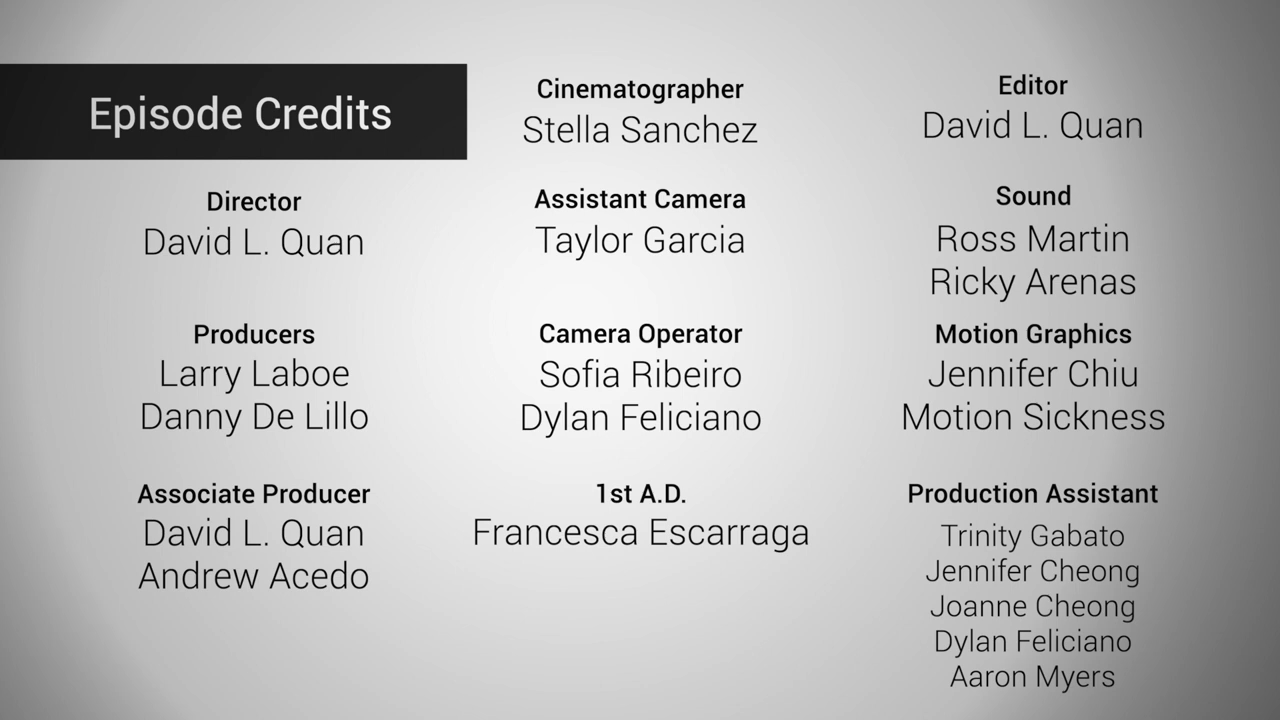 Episode Credits
Director
David L. Quan
Producers
Larry Laboe
Danny De Lillo
Associate Producer
David L. Quan
Andrew Acedo
Cinematographer
Stella Sanchez
Assistant Camera
Taylor Garcia
Camera Operator
Sofia Ribeiro
Dylan Feliciano
1st A.D.
Francesca Escarraga
Editor
David L. Quan
Sound
Ross Martin
Ricky Arenas
Motion Graphics
Jennifer Chiu
Motion Sickness
Production Assistant
Trinity Gabato
Jennifer Cheong
Joanne Cheong
Dylan Feliciano
Aaron Myers